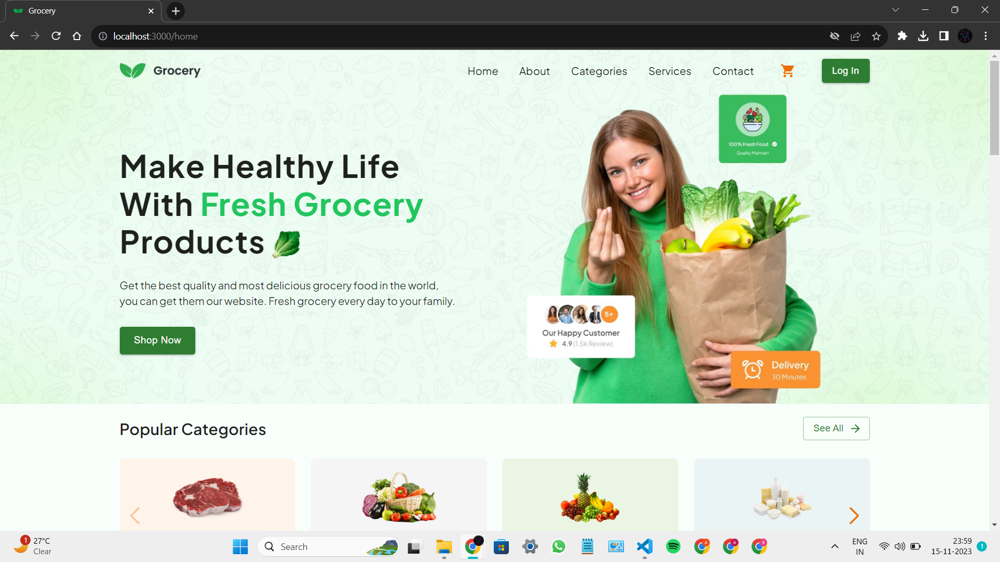 Grocery
localhost:3000/home
Grocery
Home
About
Categories
Services
Contact
Log In
100% Fresh Food
Quality Maintain
Make Healthy Life
With Fresh Grocery
Products
Get the best quality and most delicious grocery food in the world,
you can get them our website. Fresh grocery every day to your family.
Shop Now
5+
Our Happy Customer
4.9 (1.5k Review)
Delivery
30 Minutes
Popular Categories
See All
1
27°C
Clear
Search
A
A
g
ENG
IN
23:59
15-11-2023
1